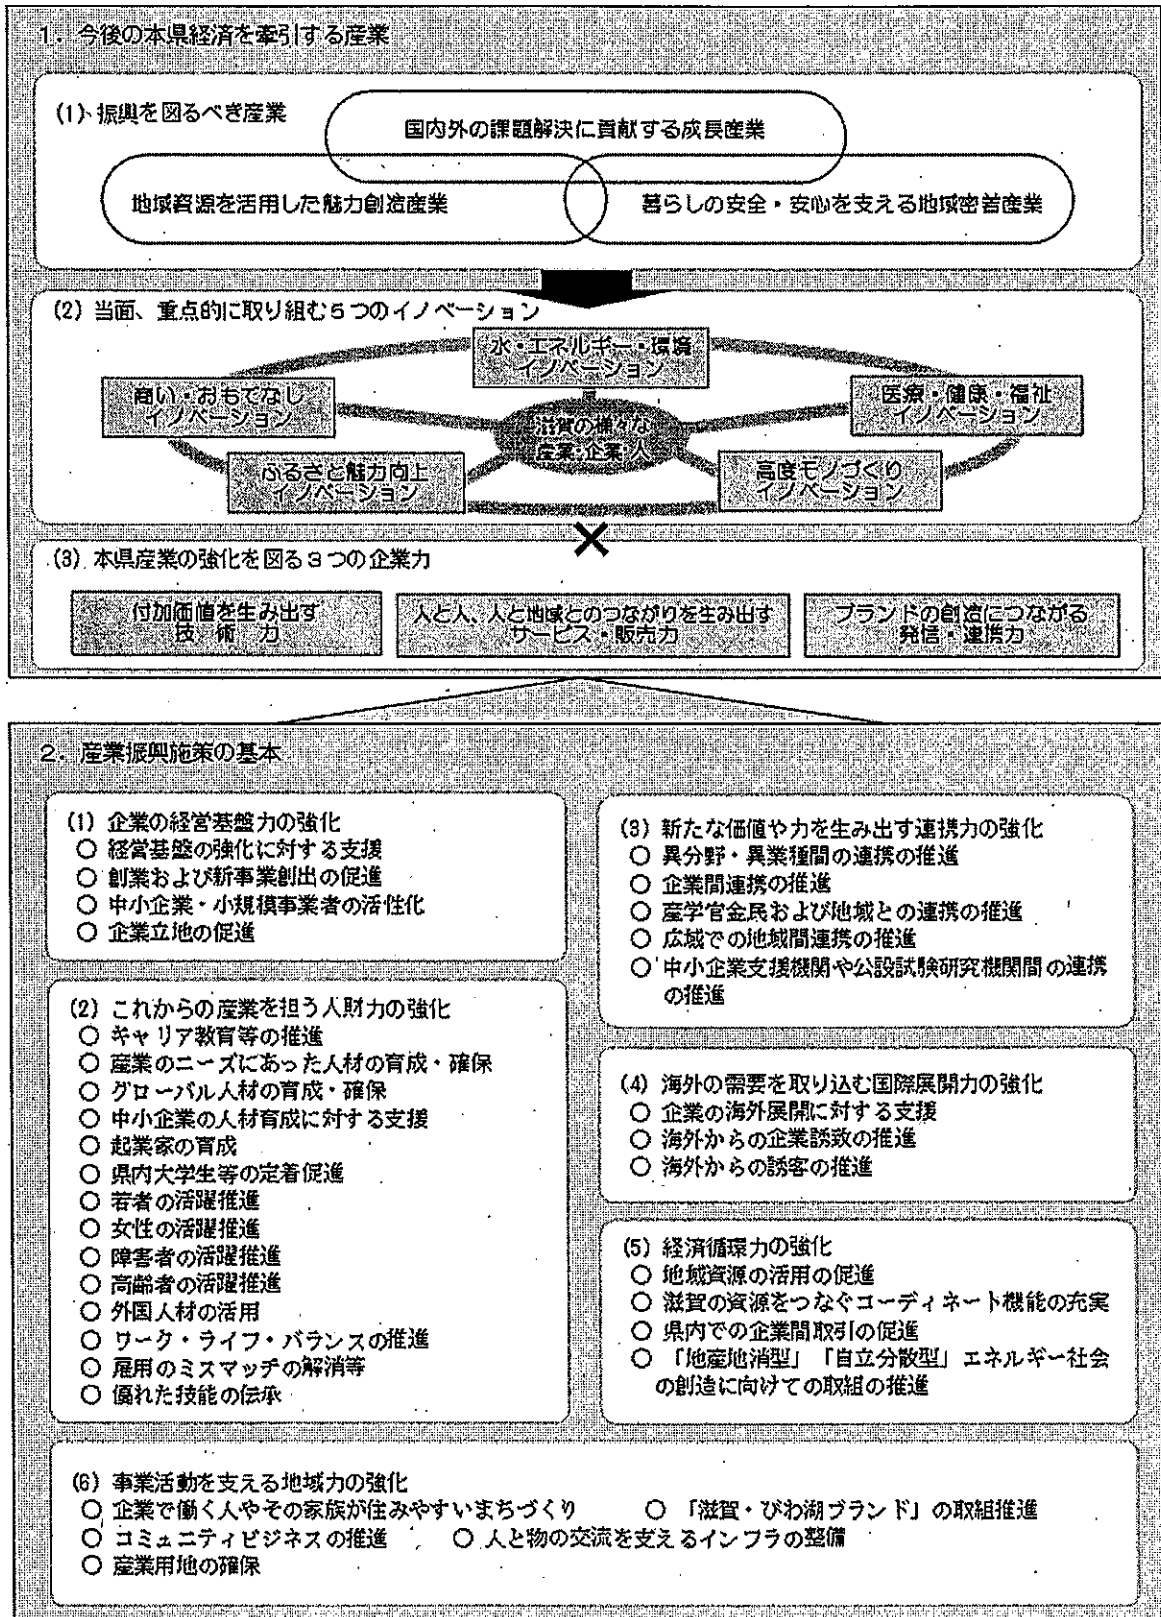 1. 今後の本県経済を牽引する産業
(1) 振興を図るべき産業
国内外の課題解決に貢献する成長産業
地域資源を活用した魅力創造産業
暮らしの安全・安心を支える地域密着産業
(2) 当面、重点的に取り組む5つのイノベーション
水・エネルギー・環境
イノベーション
商い・おもてなし
イノベーション
医療・健康・福祉
イノベーション
滋賀の様々な
産業・企業・人
ふるさと魅力向上
イノベーション
高度モノづくり
イノベーション
×
(3) 本県産業の強化を図る3つの企業力
付加価値を生み出す
技術力
人と人、人と地域とのつながりを生み出す
サービス・販売力
ブランドの創造につながる
発信・連携力
2. 産業振興施策の基本
(1) 企業の経営基盤力の強化
○ 経営基盤の強化に対する支援
○ 創業および新事業創出の促進
○ 中小企業・小規模事業者の活性化
○ 企業立地の促進
(2) これからの産業を担う人財力の強化
○ キャリア教育等の推進
○ 産業のニーズにあった人材の育成・確保
○ グローバル人材の育成・確保
○ 中小企業の人材育成に対する支援
○ 起業家の育成
○ 県内大学生等の定着促進
○ 若者の活躍推進
○ 女性の活躍推進
○ 障害者の活躍推進
○ 高齢者の活躍推進
○ 外国人材の活用
○ ワーク・ライフ・バランスの推進
○ 雇用のミスマッチの解消等
○ 優れた技能の伝承
(3) 新たな価値や力を生み出す連携力の強化
○ 異分野・異業種間の連携の推進
○ 企業間連携の推進
○ 産学官金民および地域との連携の推進
○ 広域での地域間連携の推進
○ 中小企業支援機関や公設試験研究機関間の連携
の推進
(4) 海外の需要を取り込む国際展開力の強化
○ 企業の海外展開に対する支援
○ 海外からの企業誘致の推進
○ 海外からの誘客の推進
(5) 経済循環力の強化
○ 地域資源の活用の促進
○ 滋賀の資源をつなぐコーディネート機能の充実
○ 県内での企業間取引の促進
○ 「地産地消型」「自立分散型」エネルギー社会
の創造に向けての取組の推進
(6) 事業活動を支える地域力の強化
○ 企業で働く人やその家族が住みやすいまちづくり ○ 「滋賀・びわ湖ブランド」の取組推進
○ コミュニティビジネスの推進 ○ 人と物の交流を支えるインフラの整備
○ 産業用地の確保